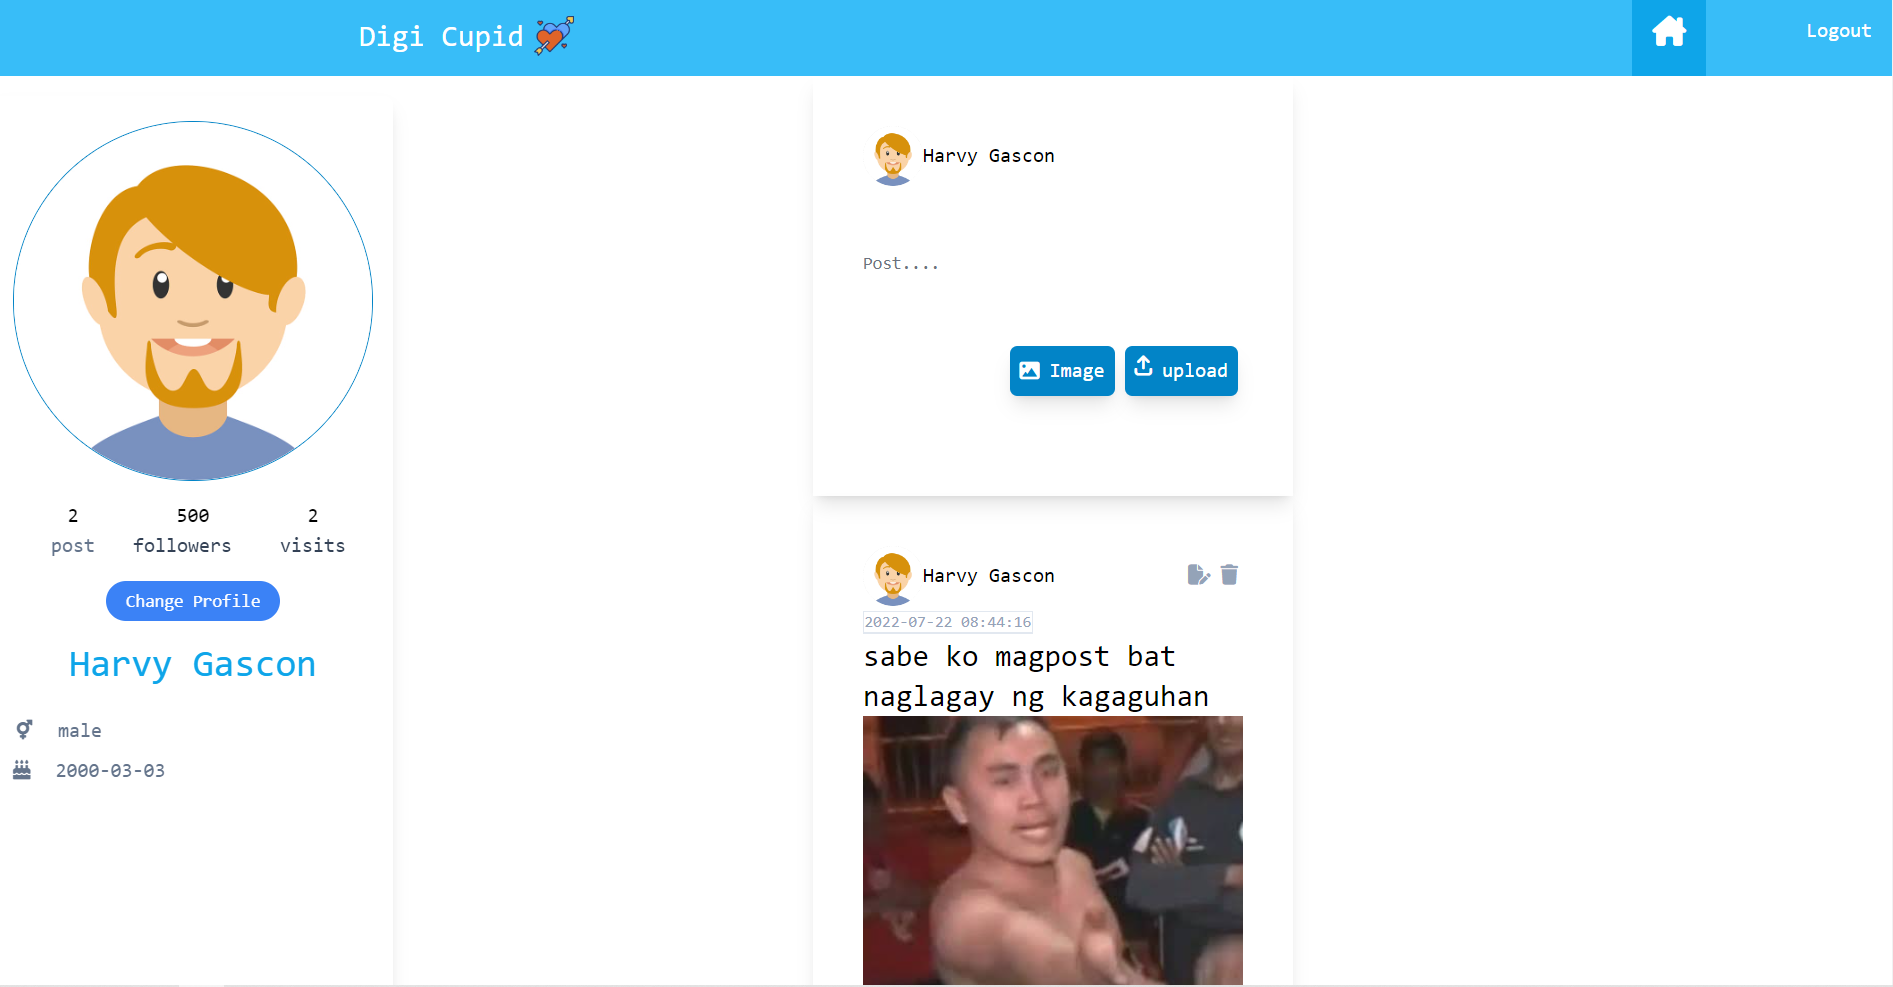 Digi Cupid
Logout
2 500 2
post followers visits
Change Profile
Harvy Gascon
male
2000-03-03
Harvy Gascon
Post....
Image upload
Harvy Gascon
2022-07-22 08:44:16
sabe ko magpost bat
naglagay ng kagaguhan